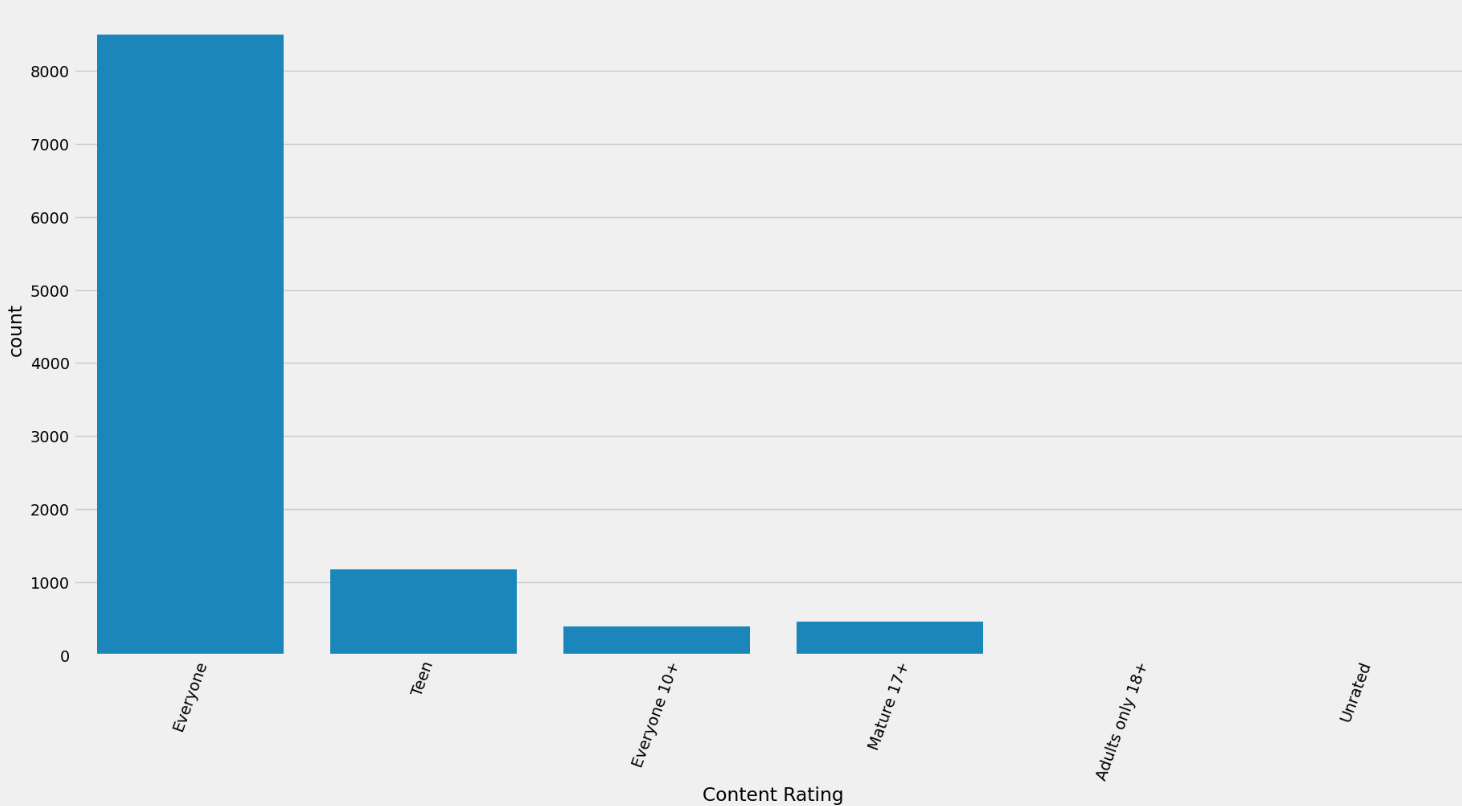 8000
7000
6000
5000
4000
3000
2000
1000
0
count
Everyone
Teen
Everyone 10+
Mature 17+
Adults only 18+
Unrated
Content Rating